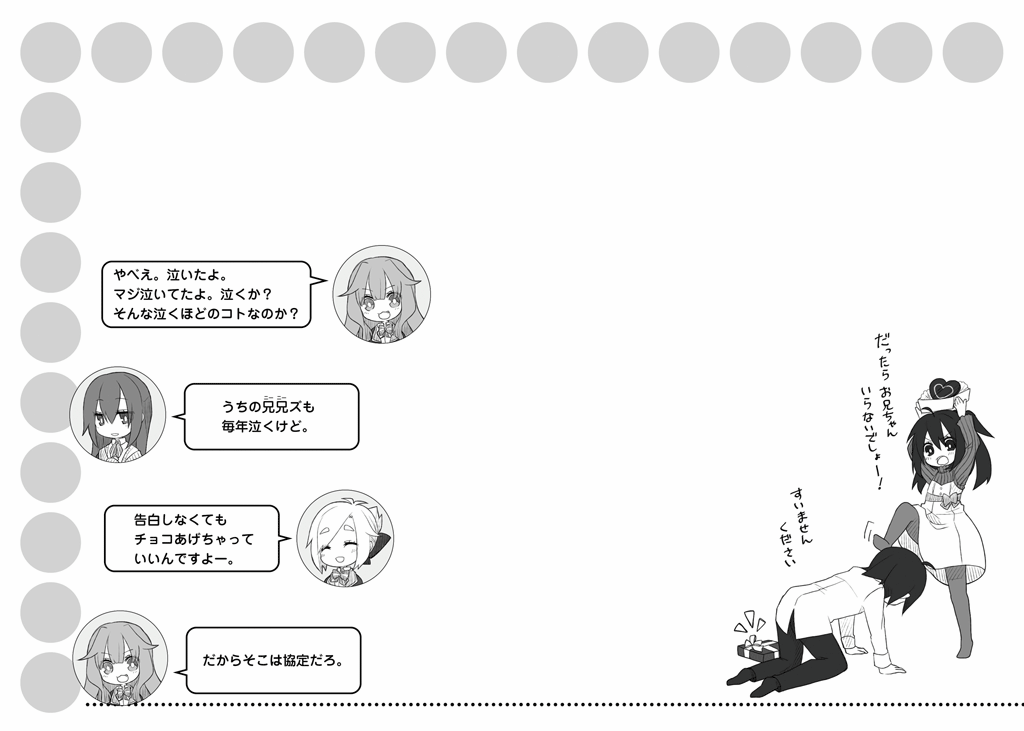 やべえ。泣いたよ。
マジ泣いてたよ。泣くか?
そんな泣くほどのコトなのか?
うちの兄兄ズも
毎年泣くけど。
告白しなくても
チョコあげちゃって
いいんですよー。
だからそこは協定だろ。
だったらお兄ちゃん
いらないでしょー!
すいません
ください